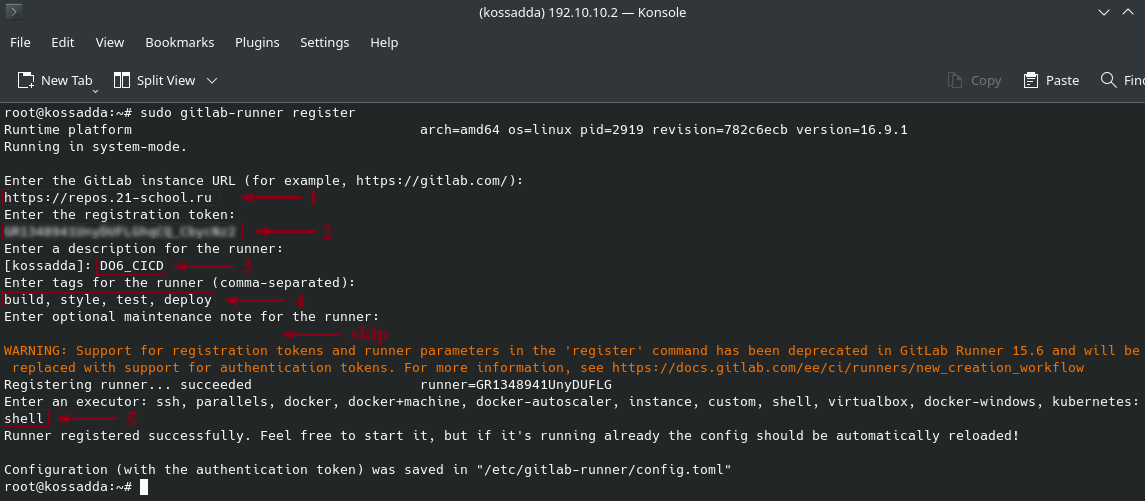 (kossadda) 192.10.10.2 — Konsole
File Edit View Bookmarks Plugins Settings Help
New Tab Split View Copy Paste
root@kossadda:~# sudo gitlab-runner register
Runtime platform arch=amd64 os=linux pid=2919 revision=782c6ecb version=16.9.1
Running in system-mode.
Enter the GitLab instance URL (for example, https://gitlab.com/):
https://repos.21-school.ru 1
Enter the registration token:
2
Enter a description for the runner:
[kossadda]: DO6_CICD 3
Enter tags for the runner (comma-separated):
build, style, test, deploy 4
Enter optional maintenance note for the runner:
skip
WARNING: Support for registration tokens and runner parameters in the 'register' command has been deprecated in GitLab Runner 15.6 and will be
replaced with support for authentication tokens. For more information, see https://docs.gitlab.com/ee/ci/runners/new_creation_workflow
Registering runner... succeeded runner=GR1348941UnyDUFLG
Enter an executor: ssh, parallels, docker, docker+machine, docker-autoscaler, instance, custom, shell, virtualbox, docker-windows, kubernetes:
shell 5
Runner registered successfully. Feel free to start it, but if it's running already the config should be automatically reloaded!
Configuration (with the authentication token) was saved in "/etc/gitlab-runner/config.toml"
root@kossadda:~#